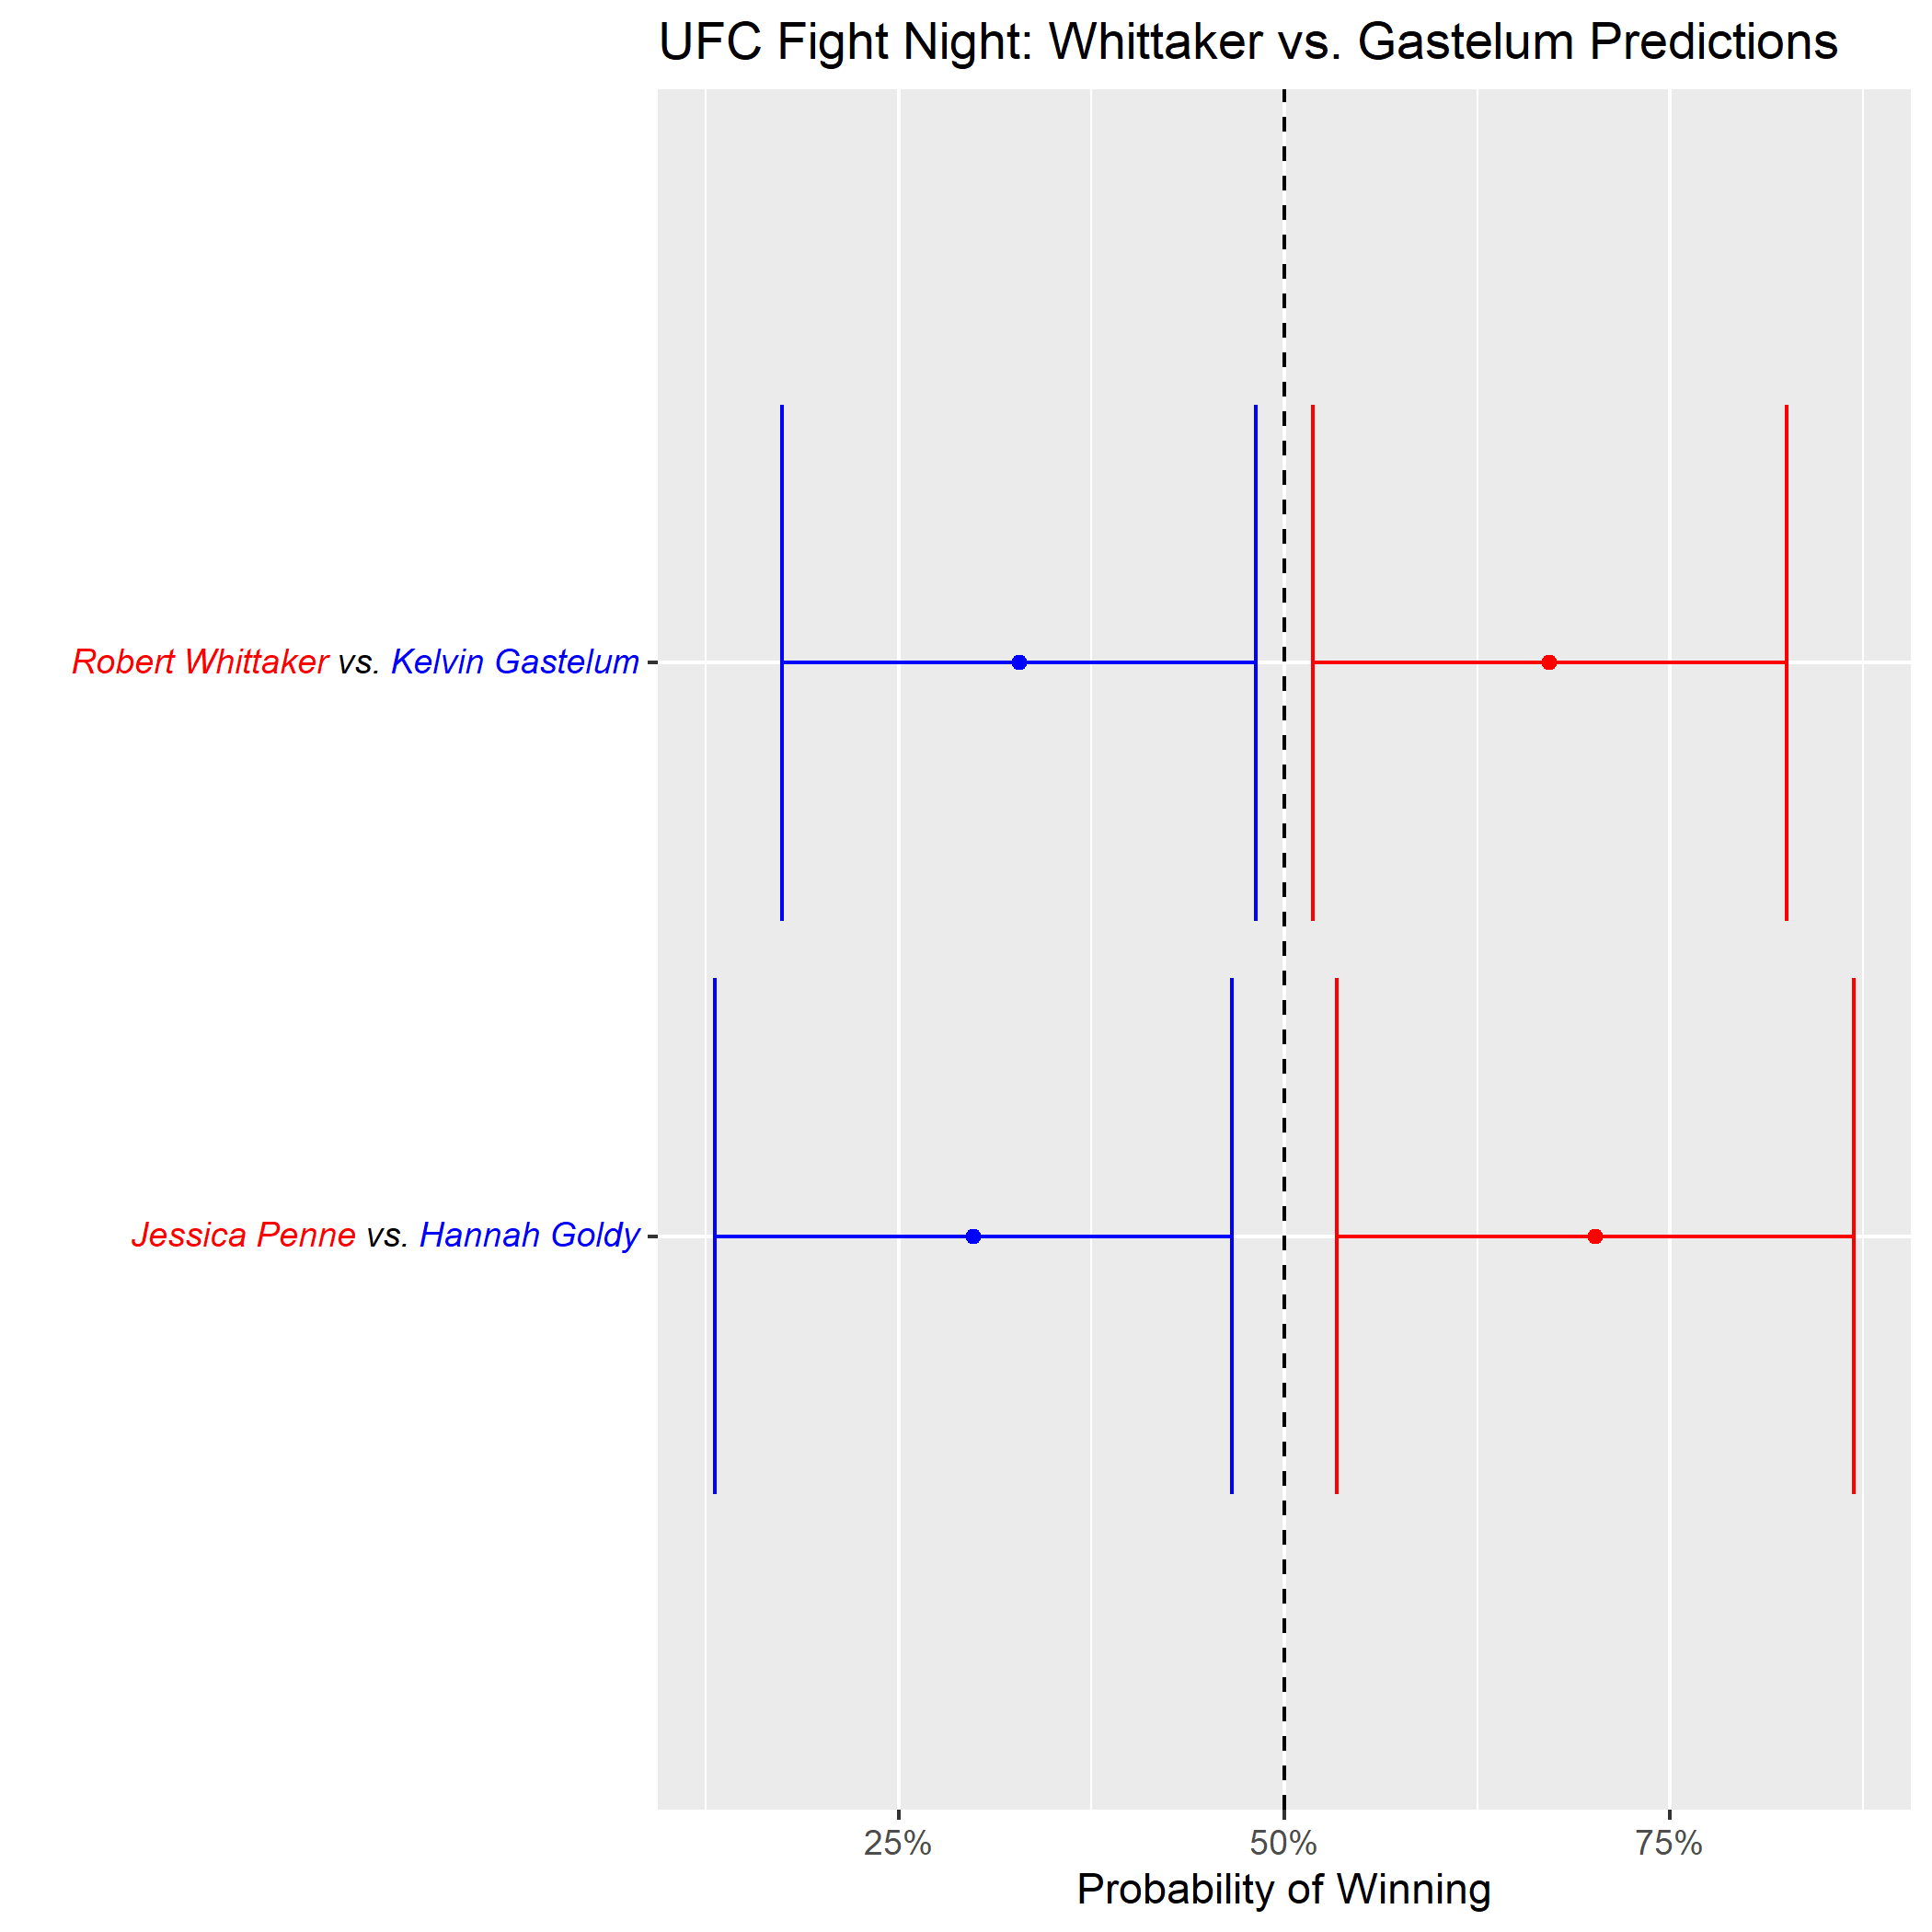 UFC Fight Night: Whittaker vs. Gastelum Predictions
Robert Whittaker vs. Kelvin Gastelum
Jessica Penne vs. Hannah Goldy
25% 50% 75%
Probability of Winning